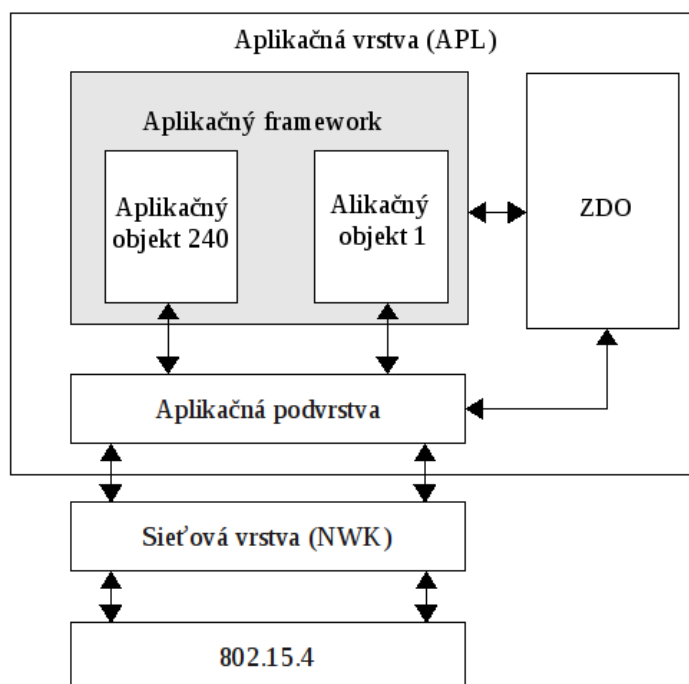 Aplikačná vrstva (APL)
Aplikačný framework
Aplikačný
objekt 240
Alikačný
objekt 1
ZDO
Aplikačná podvrstva
Sieťová vrstva (NWK)
802.15.4